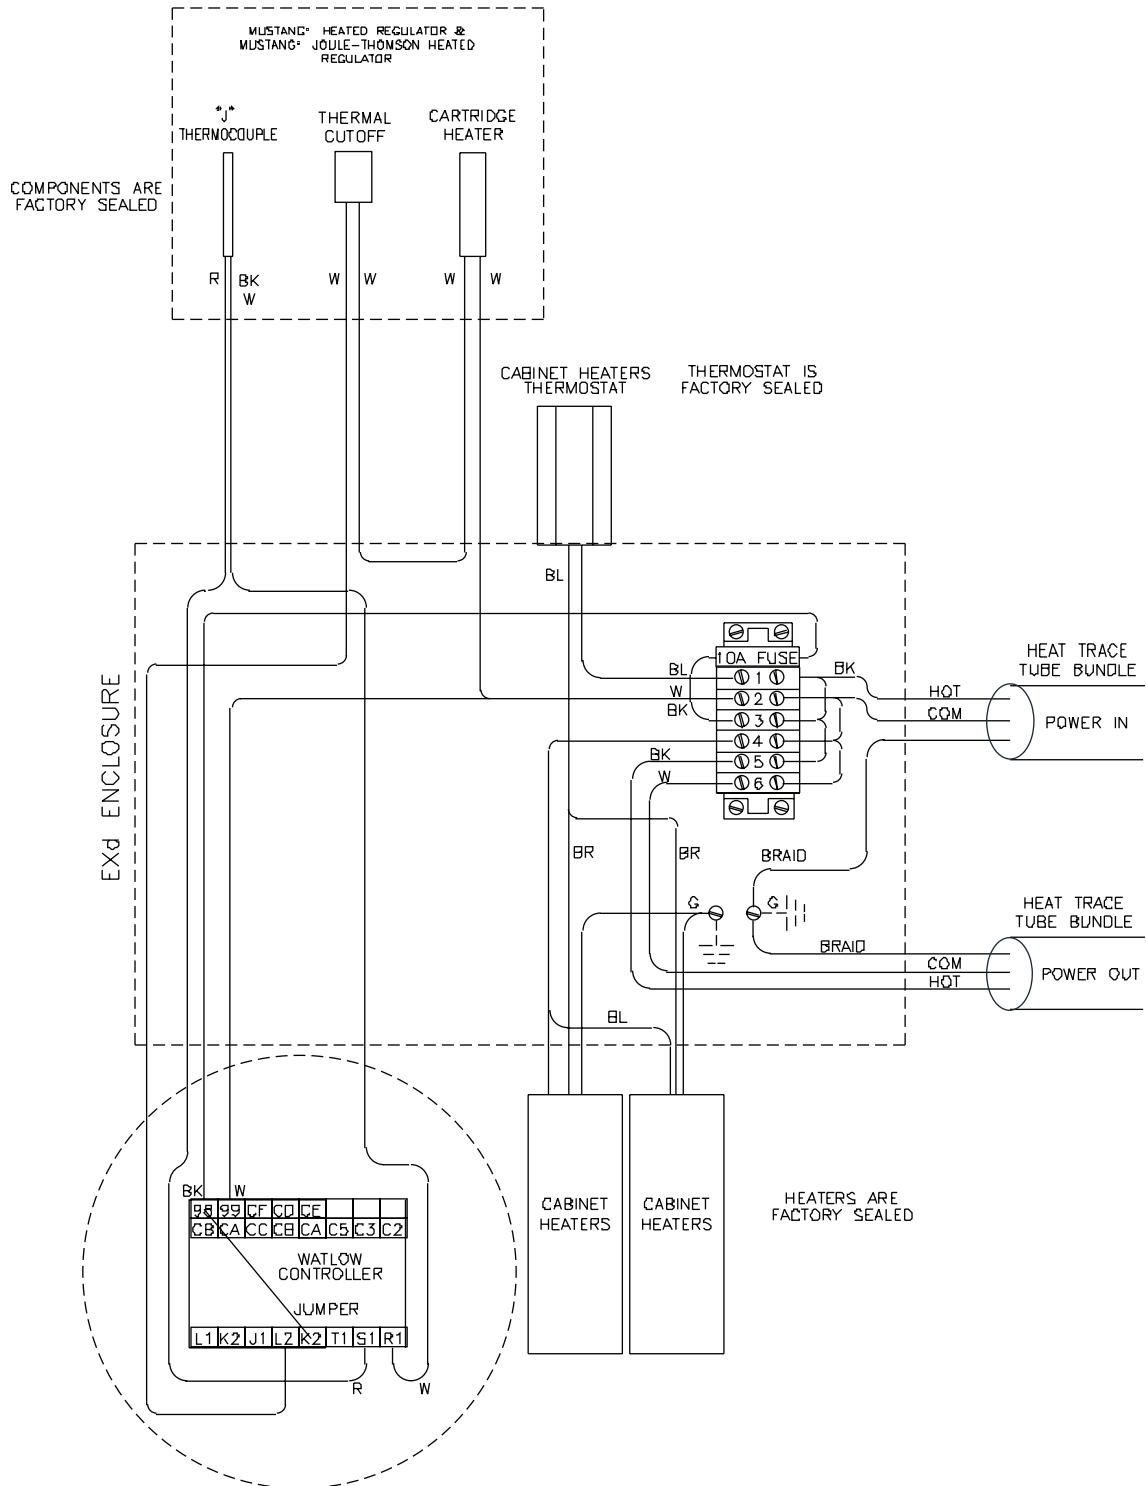 MUSTANG® HEATED REGULATOR &
MUSTANG® JOULE-THOMSON HEATED
REGULATOR
"J"
THERMOCOUPLE
THERMAL
CUTOFF
CARTRIDGE
HEATER
COMPONENTS ARE
FACTORY SEALED
R
BK
W
W
W
W
W
CABINET HEATERS
THERMOSTAT
THERMOSTAT IS
FACTORY SEALED
EXd ENCLOSURE
BL
10A FUSE
BL
1
BK
W
2
BK
3
4
BK
5
W
6
HOT
COM
HEAT TRACE
TUBE BUNDLE
POWER IN
BR
BR
BRAID
G
G
BRAID
COM
HOT
HEAT TRACE
TUBE BUNDLE
POWER OUT
BL
BK
W
98 99 CF CD CE
CB CA CC CB CA C5 C3 C2
WATLOW
CONTROLLER
JUMPER
L1 K2 J1 L2 K2 T1 S1 R1
R
W
CABINET
HEATERS
CABINET
HEATERS
HEATERS ARE
FACTORY SEALED